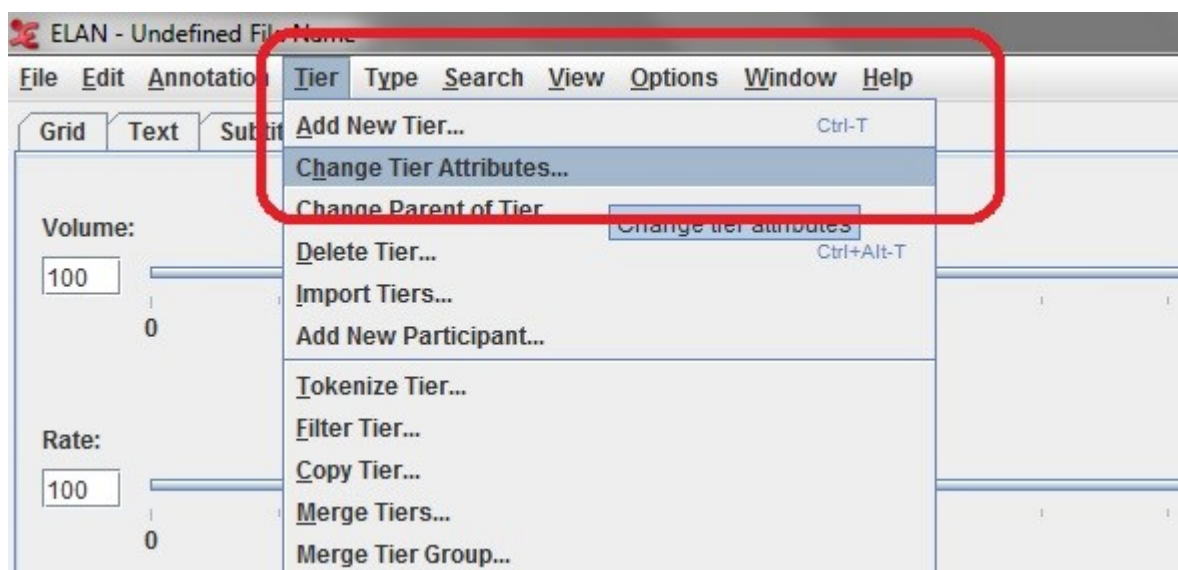 ELAN - Undefined File Name
File Edit Annotation Tier Type Search View Options Window Help
Grid Text Subtit
Add New Tier... Ctrl-T
Change Tier Attributes...
Change Parent of Tier
Change tier attributes
Volume:
Delete Tier... Ctrl+Alt-T
100
Import Tiers...
0
Add New Participant...
Tokenize Tier...
Filter Tier...
Rate:
Copy Tier...
100
Merge Tiers...
0
Merge Tier Group...